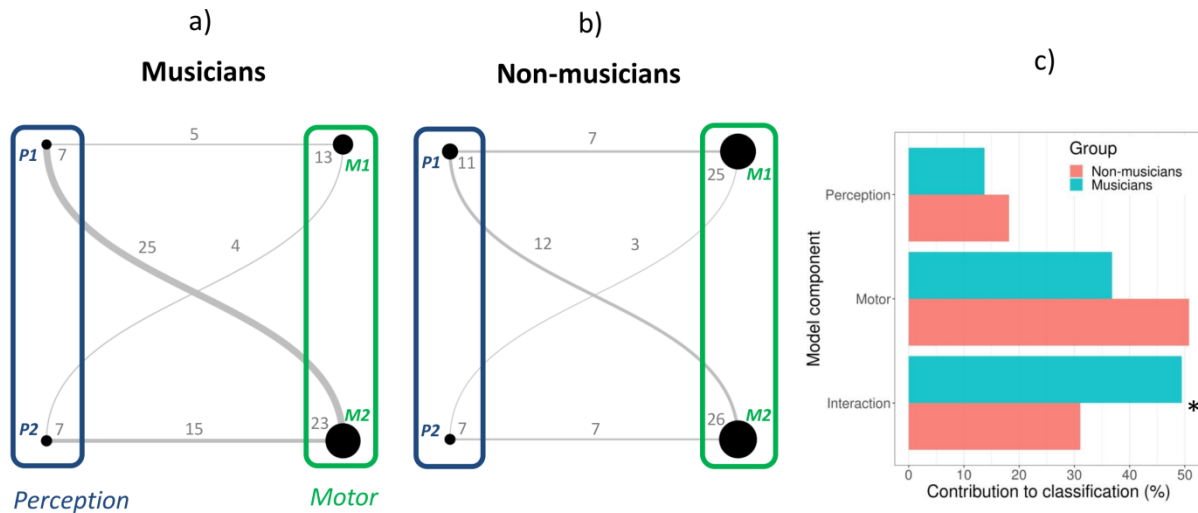 a)
Musicians
P1
7
5
13
M1
25
4
P2
7
15
23
M2
Perception
Motor
b)
Non-musicians
P1
11
7
25
M1
12
3
P2
7
7
26
M2
c)
Group
Non-musicians
Musicians
Model component
Perception
Motor
Interaction
*
0 10 20 30 40 50
Contribution to classification (%)